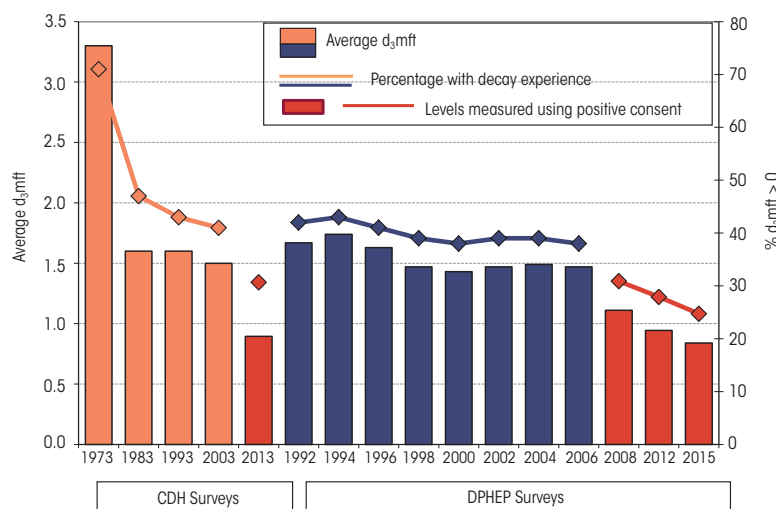 3.5
3.0
2.5
2.0
1.5
1.0
0.5
0.0
Average d₃mft
80
70
60
50
40
30
20
10
0
% d₃mft > 0
Average d₃mft
Percentage with decay experience
Levels measured using positive consent
1973 1983 1993 2003 2013 1992 1994 1996 1998 2000 2002 2004 2006 2008 2012 2015
CDH Surveys
DPHEP Surveys